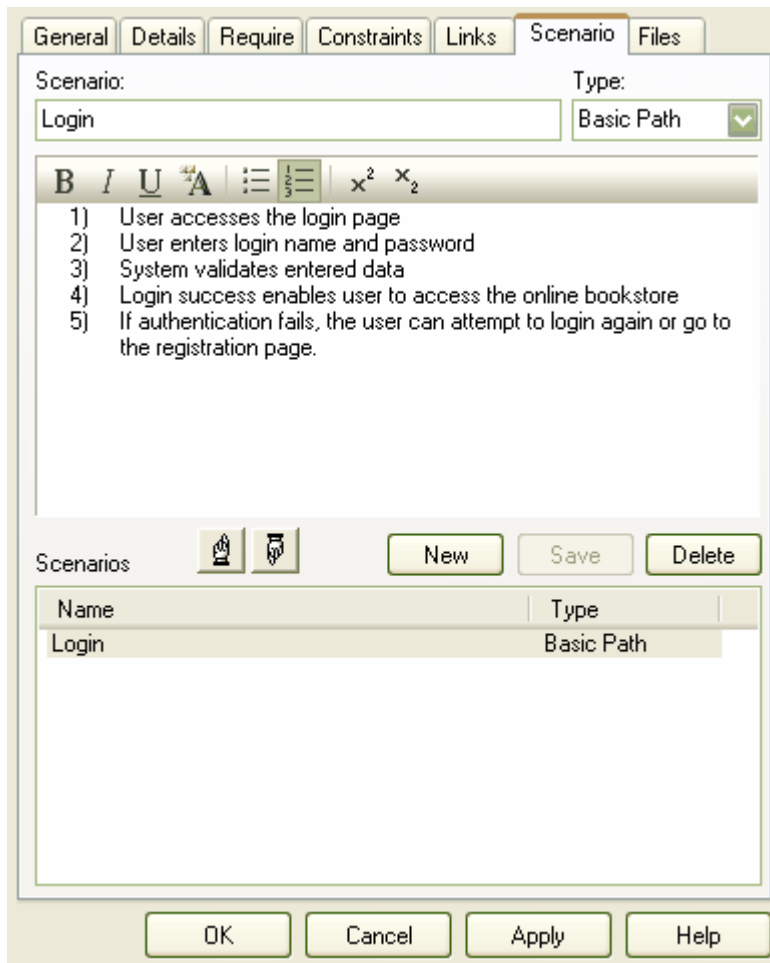 General Details Require Constraints Links Scenario Files
Scenario: Type:
Login Basic Path
B I U A x² x₂
1) User accesses the login page
2) User enters login name and password
3) System validates entered data
4) Login success enables user to access the online bookstore
5) If authentication fails, the user can attempt to login again or go to
the registration page.
Scenarios New Save Delete
Name Type
Login Basic Path
OK Cancel Apply Help